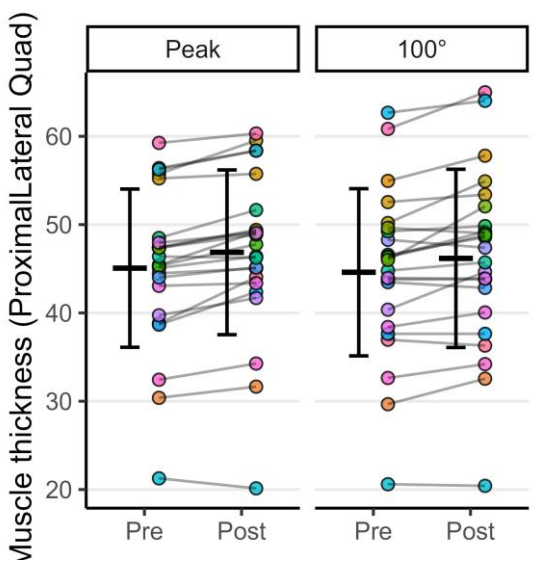 Muscle thickness (ProximalLateral Quad)
Peak
100°
60
50
40
30
20
Pre
Post
Pre
Post